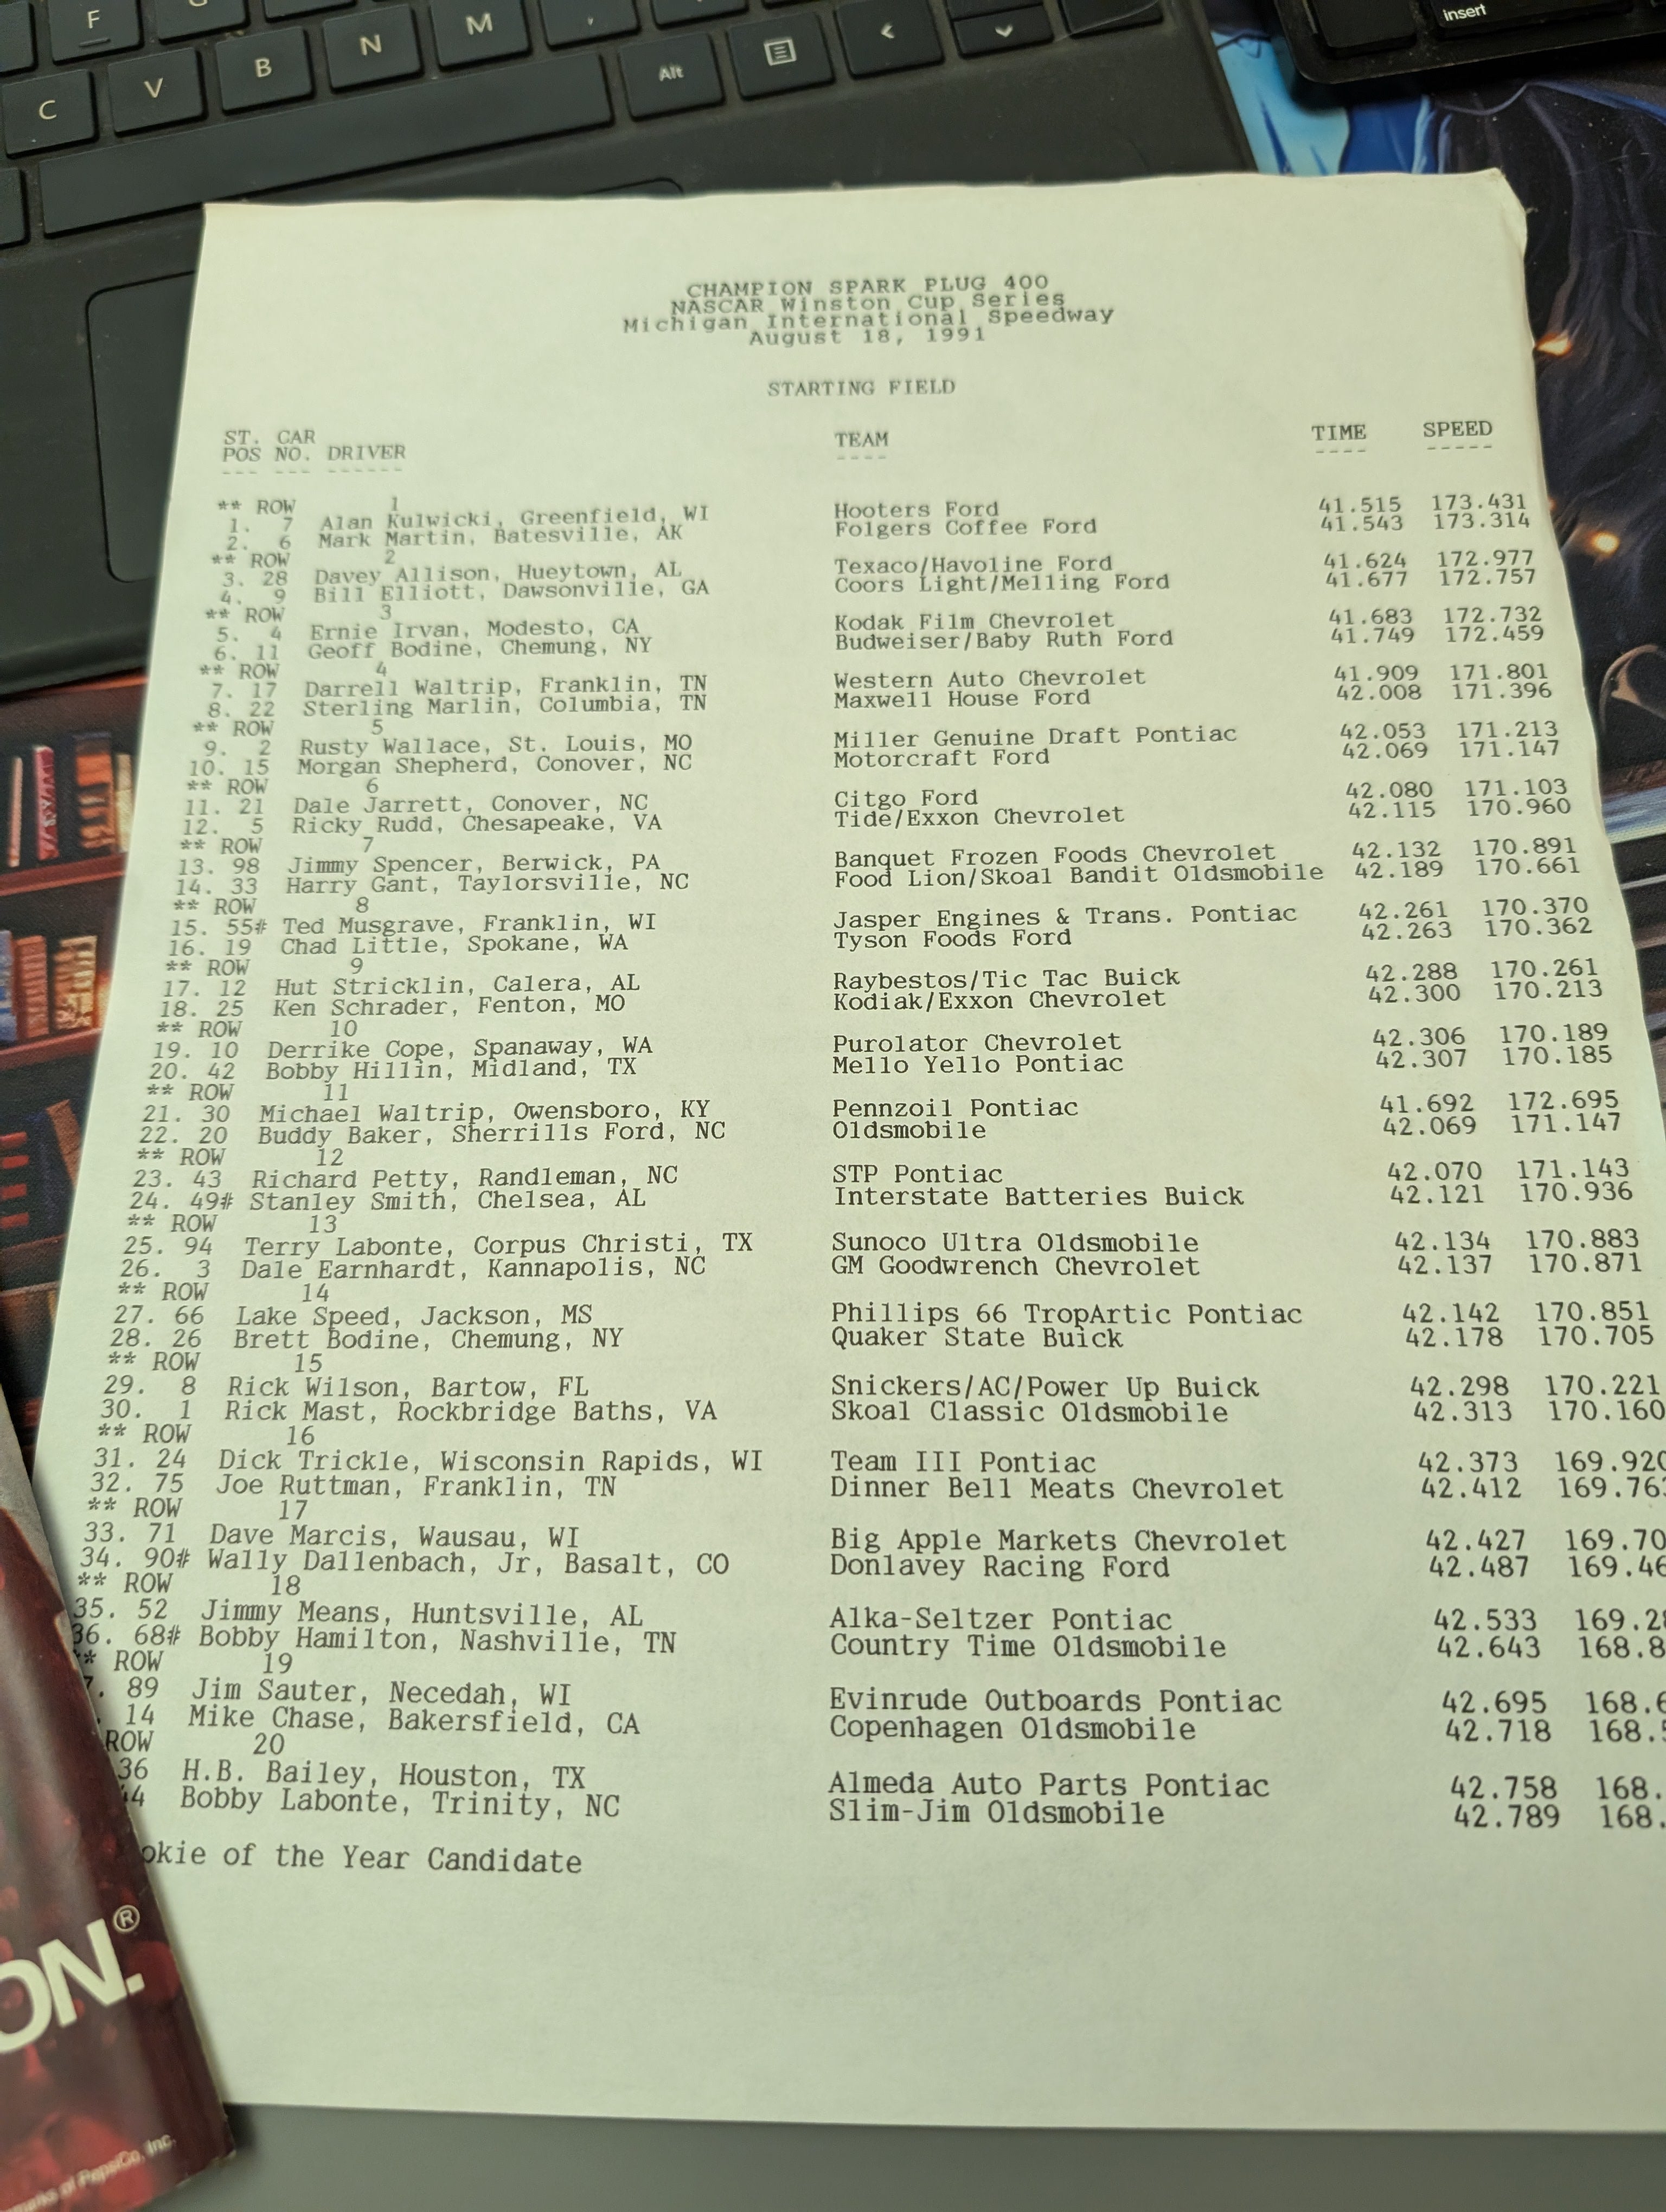 F
C
V
B
N
M
,
Alt
<
insert
CHAMPION SPARK PLUG 400
NASCAR Winston Cup Series
Michigan International Speedway
August 18, 1991
STARTING FIELD
ST. CAR
POS NO. DRIVER TEAM TIME SPEED
--- --- ------ ---- ---- -----
** ROW 1
1. 7 Alan Kulwicki, Greenfield, WI Hooters Ford 41.515 173.431
2. 6 Mark Martin, Batesville, AK Folgers Coffee Ford 41.543 173.314
** ROW 2
3. 28 Davey Allison, Hueytown, AL Texaco/Havoline Ford 41.624 172.977
4. 9 Bill Elliott, Dawsonville, GA Coors Light/Melling Ford 41.677 172.757
** ROW 3
5. 4 Ernie Irvan, Modesto, CA Kodak Film Chevrolet 41.683 172.732
6. 11 Geoff Bodine, Chemung, NY Budweiser/Baby Ruth Ford 41.749 172.459
** ROW 4
7. 17 Darrell Waltrip, Franklin, TN Western Auto Chevrolet 41.909 171.801
8. 22 Sterling Marlin, Columbia, TN Maxwell House Ford 42.008 171.396
** ROW 5
9. 2 Rusty Wallace, St. Louis, MO Miller Genuine Draft Pontiac 42.053 171.213
10. 15 Morgan Shepherd, Conover, NC Motorcraft Ford 42.069 171.147
** ROW 6
11. 21 Dale Jarrett, Conover, NC Citgo Ford 42.080 171.103
12. 5 Ricky Rudd, Chesapeake, VA Tide/Exxon Chevrolet 42.115 170.960
** ROW 7
13. 98 Jimmy Spencer, Berwick, PA Banquet Frozen Foods Chevrolet 42.132 170.891
14. 33 Harry Gant, Taylorsville, NC Food Lion/Skoal Bandit Oldsmobile 42.189 170.661
** ROW 8
15. 55# Ted Musgrave, Franklin, WI Jasper Engines & Trans. Pontiac 42.261 170.370
16. 19 Chad Little, Spokane, WA Tyson Foods Ford 42.263 170.362
** ROW 9
17. 12 Hut Stricklin, Calera, AL Raybestos/Tic Tac Buick 42.288 170.261
18. 25 Ken Schrader, Fenton, MO Kodiak/Exxon Chevrolet 42.300 170.213
** ROW 10
19. 10 Derrike Cope, Spanaway, WA Purolator Chevrolet 42.306 170.189
20. 42 Bobby Hillin, Midland, TX Mello Yello Pontiac 42.307 170.185
** ROW 11
21. 30 Michael Waltrip, Owensboro, KY Pennzoil Pontiac 41.692 172.695
22. 20 Buddy Baker, Sherrills Ford, NC Oldsmobile 42.069 171.147
** ROW 12
23. 43 Richard Petty, Randleman, NC STP Pontiac 42.070 171.143
24. 49# Stanley Smith, Chelsea, AL Interstate Batteries Buick 42.121 170.936
** ROW 13
25. 94 Terry Labonte, Corpus Christi, TX Sunoco Ultra Oldsmobile 42.134 170.883
26. 3 Dale Earnhardt, Kannapolis, NC GM Goodwrench Chevrolet 42.137 170.871
** ROW 14
27. 66 Lake Speed, Jackson, MS Phillips 66 TropArtic Pontiac 42.142 170.851
28. 26 Brett Bodine, Chemung, NY Quaker State Buick 42.178 170.705
** ROW 15
29. 8 Rick Wilson, Bartow, FL Snickers/AC/Power Up Buick 42.298 170.221
30. 1 Rick Mast, Rockbridge Baths, VA Skoal Classic Oldsmobile 42.313 170.160
** ROW 16
31. 24 Dick Trickle, Wisconsin Rapids, WI Team III Pontiac 42.373 169.920
32. 75 Joe Ruttman, Franklin, TN Dinner Bell Meats Chevrolet 42.412 169.763
** ROW 17
33. 71 Dave Marcis, Wausau, WI Big Apple Markets Chevrolet 42.427 169.70
34. 90# Wally Dallenbach, Jr, Basalt, CO Donlavey Racing Ford 42.487 169.46
** ROW 18
35. 52 Jimmy Means, Huntsville, AL Alka-Seltzer Pontiac 42.533 169.28
36. 68# Bobby Hamilton, Nashville, TN Country Time Oldsmobile 42.643 168.8
* ROW 19
7. 89 Jim Sauter, Necedah, WI Evinrude Outboards Pontiac 42.695 168.6
. 14 Mike Chase, Bakersfield, CA Copenhagen Oldsmobile 42.718 168.5
ROW 20
36 H.B. Bailey, Houston, TX Almeda Auto Parts Pontiac 42.758 168.
44 Bobby Labonte, Trinity, NC Slim-Jim Oldsmobile 42.789 168.
okie of the Year Candidate
ON.®
marks of PepsiCo, Inc.